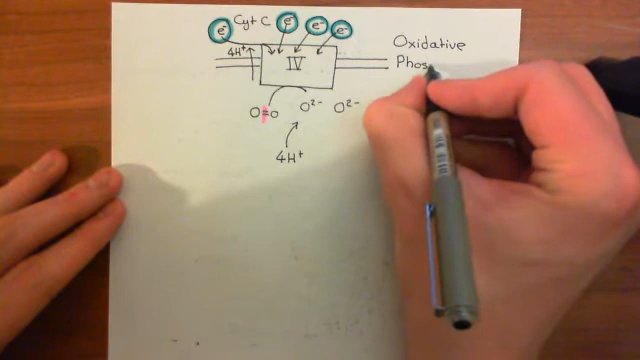 Cyt C
e⁻ e⁻ e⁻ e⁻
4H⁺
IV
Oxidative
Phos
O=O O²⁻ O²⁻
4H⁺